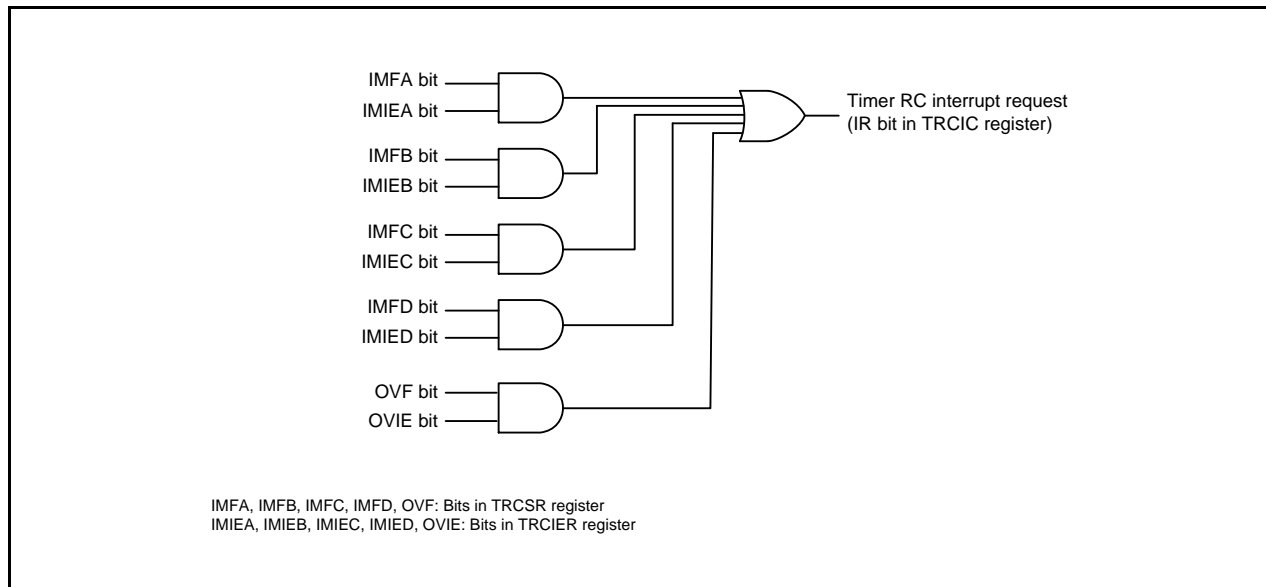 IMFA bit
IMIEA bit
IMFB bit
IMIEB bit
IMFC bit
IMIEC bit
IMFD bit
IMIED bit
OVF bit
OVIE bit
Timer RC interrupt request
(IR bit in TRCIC register)
IMFA, IMFB, IMFC, IMFD, OVF: Bits in TRCSR register
IMIEA, IMIEB, IMIEC, IMIED, OVIE: Bits in TRCIER register